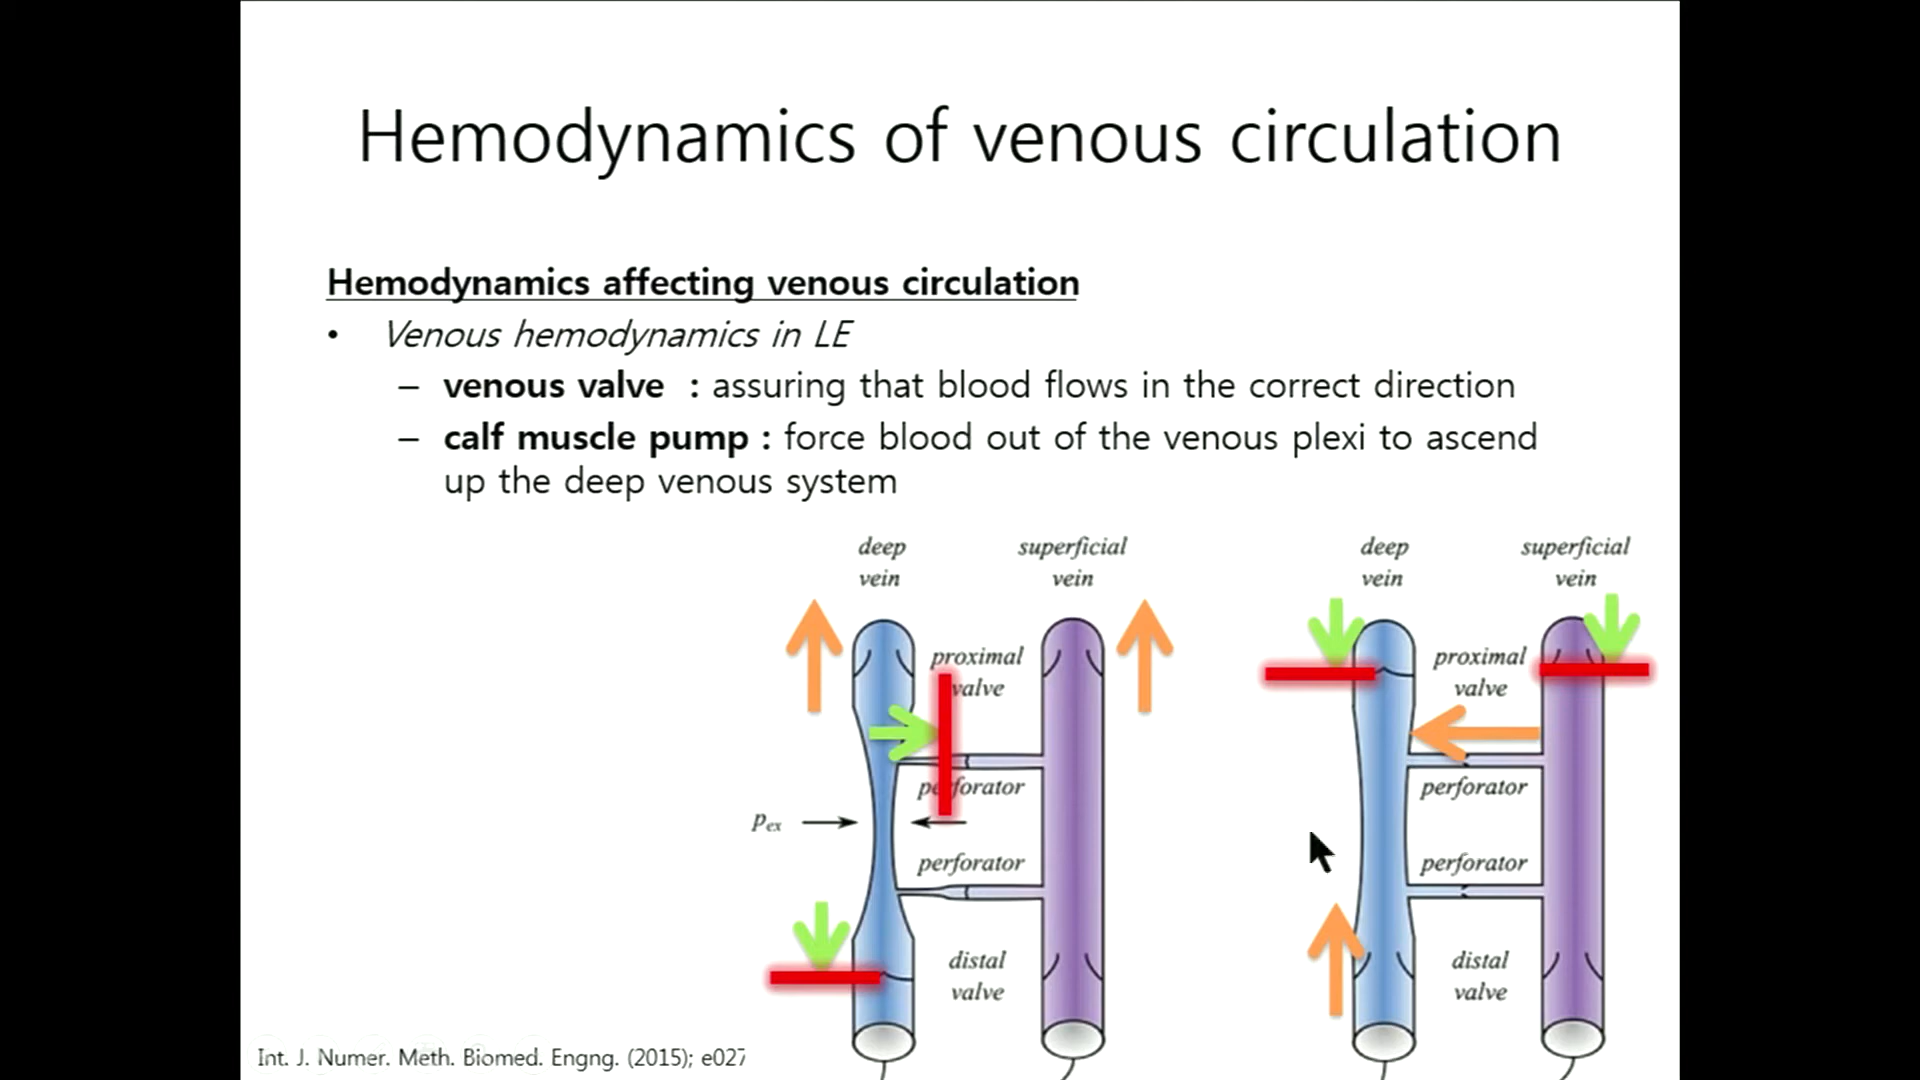 Hemodynamics of venous circulation
Hemodynamics affecting venous circulation
• Venous hemodynamics in LE
– venous valve : assuring that blood flows in the correct direction
– calf muscle pump : force blood out of the venous plexi to ascend
up the deep venous system
deep
vein
superficial
vein
proximal
valve
perforator
Pex
perforator
distal
valve
deep
vein
superficial
vein
proximal
valve
perforator
perforator
distal
valve
Int. J. Numer. Meth. Biomed. Engng. (2015); e027